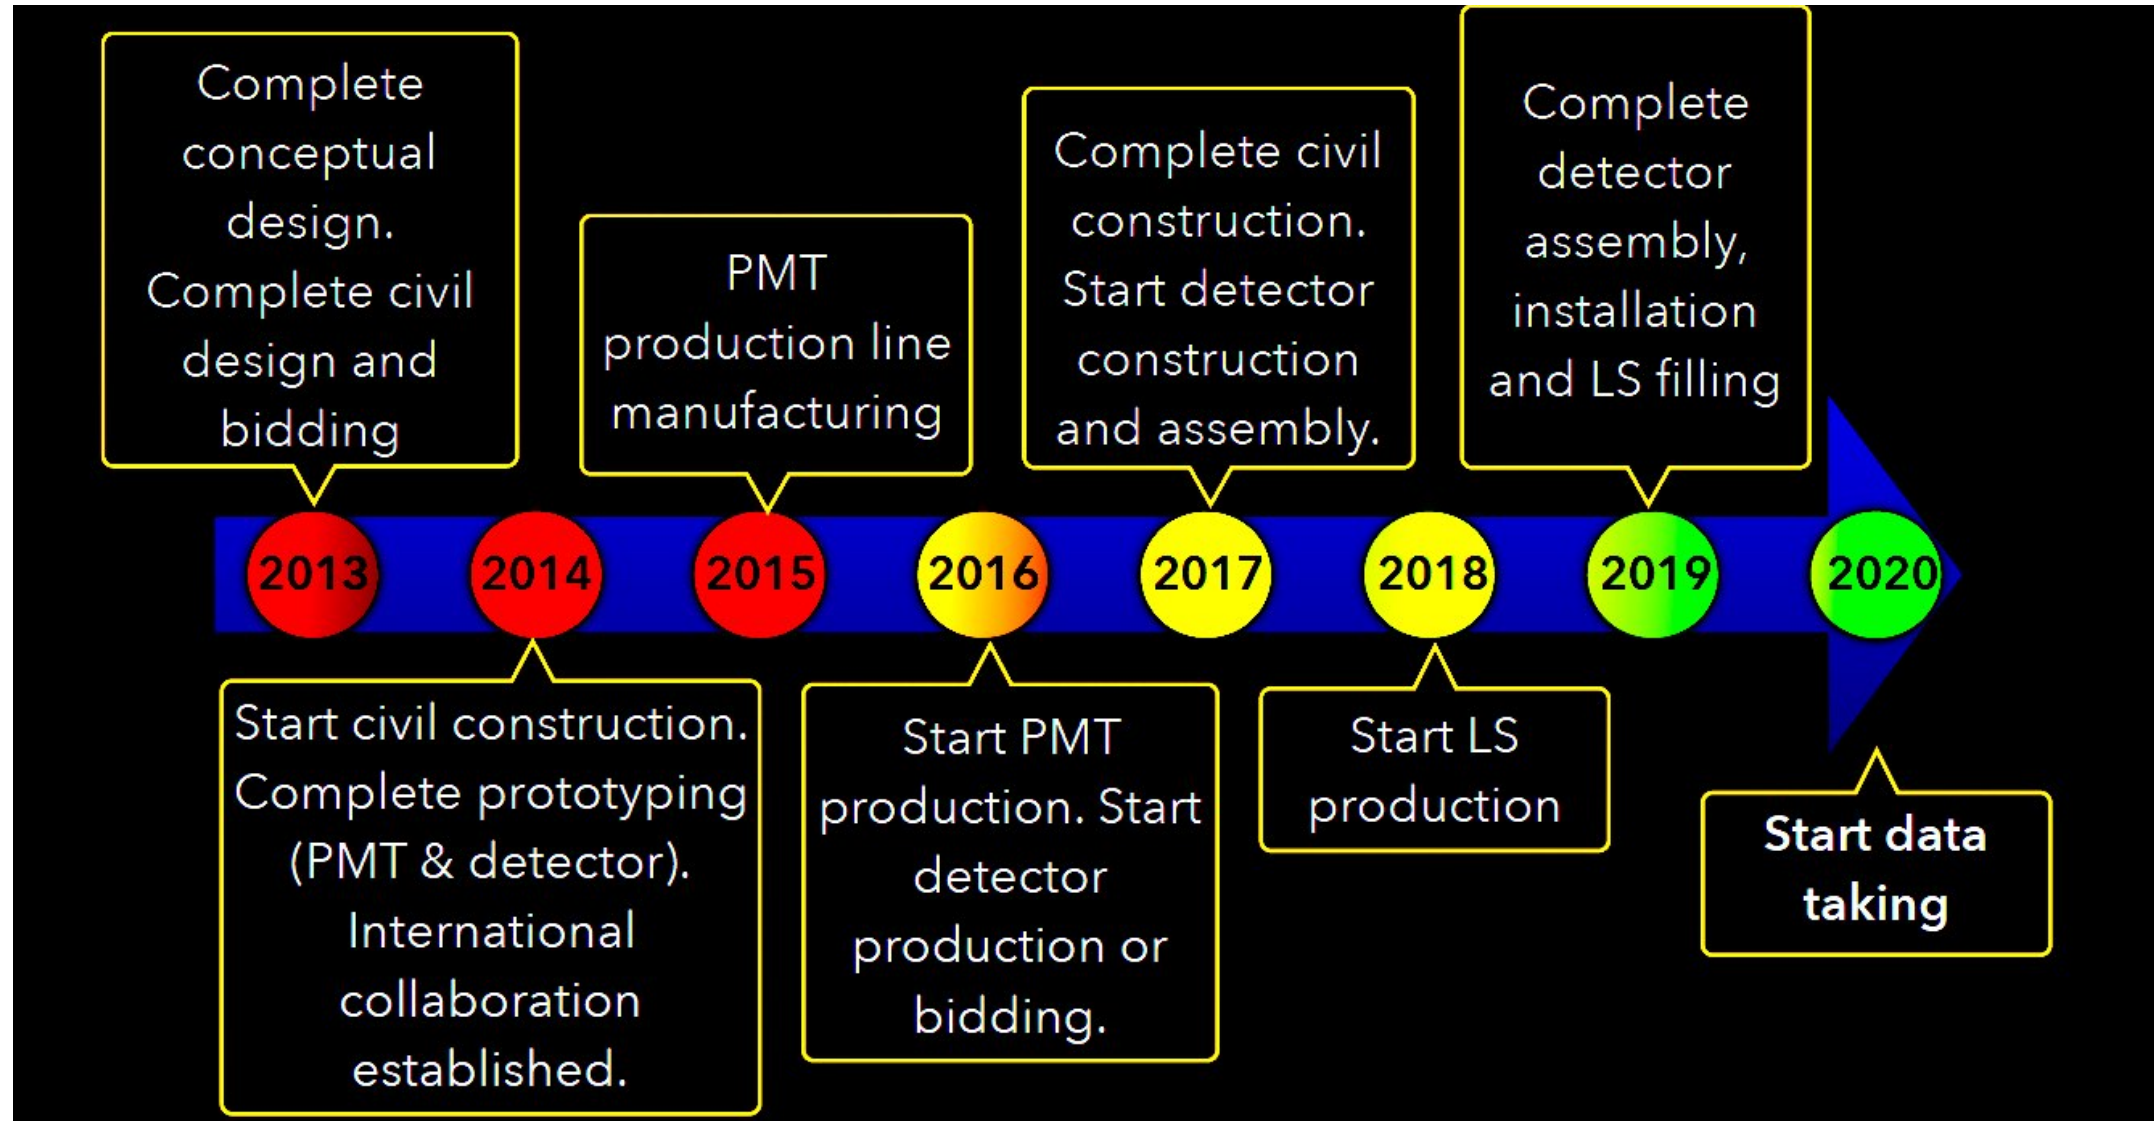 Complete
conceptual
design.
Complete civil
design and
bidding
PMT
production line
manufacturing
Complete civil
construction.
Start detector
construction
and assembly.
Complete
detector
assembly,
installation
and LS filling
2013
2014
2015
2016
2017
2018
2019
2020
Start civil construction.
Complete prototyping
(PMT & detector).
International
collaboration
established.
Start PMT
production. Start
detector
production or
bidding.
Start LS
production
Start data
taking